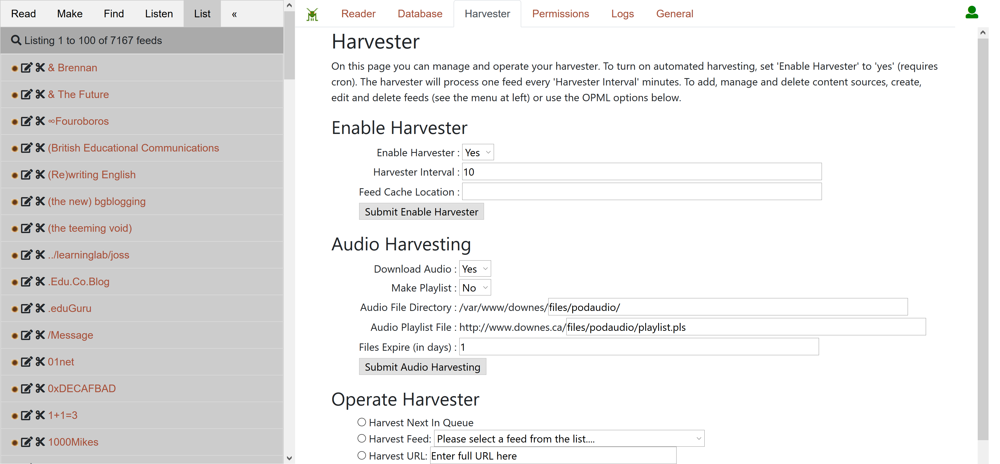 Read Make Find Listen List «
Listing 1 to 100 of 7167 feeds
& Brennan
& The Future
∞Fouroboros
(British Educational Communications
(Re)writing English
(the new) bgblogging
(the teeming void)
../learninglab/joss
.Edu.Co.Blog
.eduGuru
/Message
01net
0xDECAFBAD
1+1=3
1000Mikes
Reader Database Harvester Permissions Logs General
Harvester
On this page you can manage and operate your harvester. To turn on automated harvesting, set 'Enable Harvester' to 'yes' (requires
cron). The harvester will process one feed every 'Harvester Interval' minutes. To add, manage and delete content sources, create,
edit and delete feeds (see the menu at left) or use the OPML options below.
Enable Harvester
Enable Harvester : Yes
Harvester Interval : 10
Feed Cache Location :
Submit Enable Harvester
Audio Harvesting
Download Audio : Yes
Make Playlist : No
Audio File Directory : /var/www/downes/files/podaudio/
Audio Playlist File : http://www.downes.ca/files/podaudio/playlist.pls
Files Expire (in days) : 1
Submit Audio Harvesting
Operate Harvester
Harvest Next In Queue
Harvest Feed: Please select a feed from the list....
Harvest URL: Enter full URL here